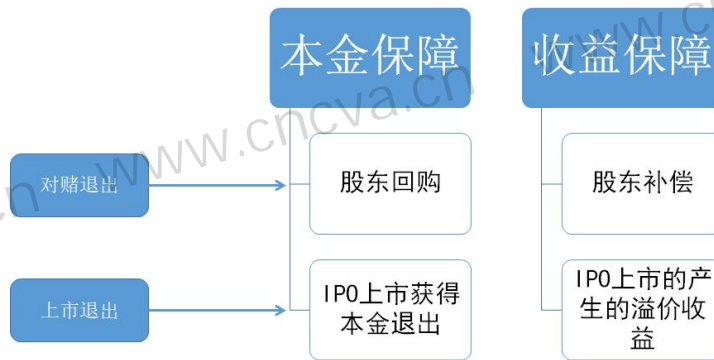 本金保障
收益保障
www.cncva.cn
www.c
cn
对赌退出
股东回购
股东补偿
上市退出
IPO上市获得
本金退出
IPO上市的产
生的溢价收
益